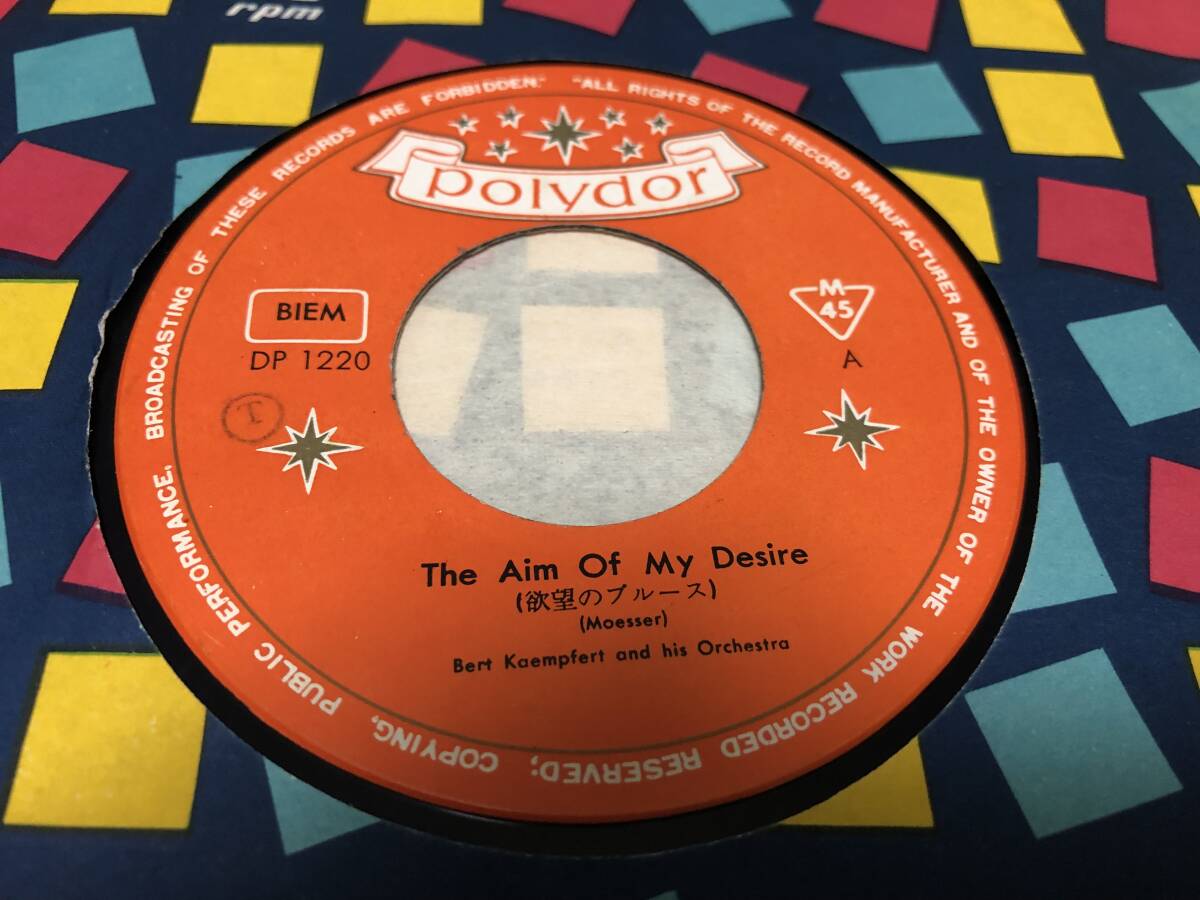 rpm
"ALL RIGHTS OF THE RECORD MANUFACTURER AND OF THE OWNER OF THE WORK RECORDED RESERVED; COPYING, PUBLIC PERFORMANCE, BROADCASTING OF THESE RECORDS ARE FORBIDDEN."
polydor
BIEM
M
45
DP 1220
A
T
The Aim Of My Desire
(欲望のブルース)
(Moesser)
Bert Kaempfert and his Orchestra